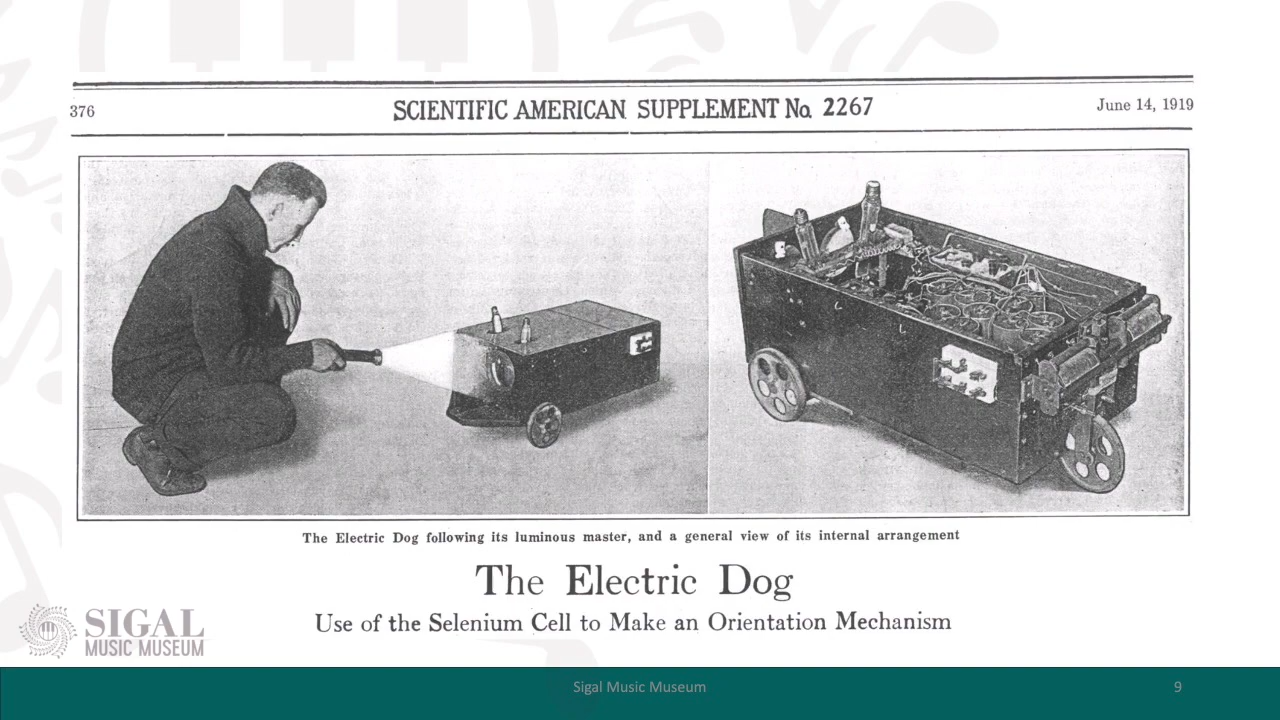 376
SCIENTIFIC AMERICAN SUPPLEMENT No. 2267
June 14, 1919
The Electric Dog following its luminous master, and a general view of its internal arrangement
The Electric Dog
Use of the Selenium Cell to Make an Orientation Mechanism
SIGAL
MUSIC MUSEUM
Sigal Music Museum
9